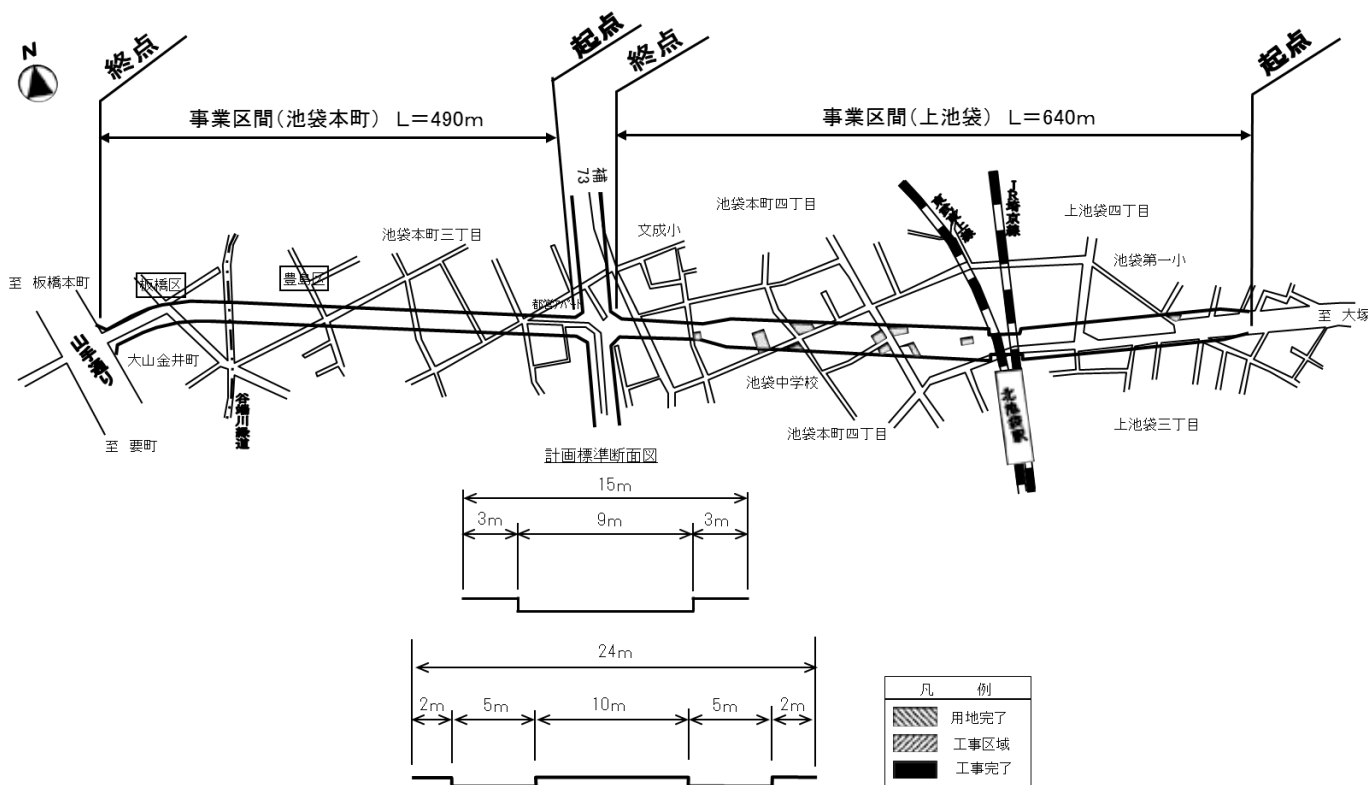 N
終点
起点
終点
起点
事業区間(池袋本町) L=490m
事業区間(上池袋) L=640m
補73
東武東上線
JR埼京線
池袋本町四丁目
上池袋四丁目
文成小
池袋本町三丁目
池袋第一小
至 板橋本町
板橋区
豊島区
都営アパート
至 大塚
山手通り
大山金井町
池袋中学校
谷端川緑道
北池袋駅
至 要町
池袋本町四丁目
上池袋三丁目
計画標準断面図
15m
3m
9m
3m
24m
2m
5m
10m
5m
2m
凡 例
用地完了
工事区域
工事完了